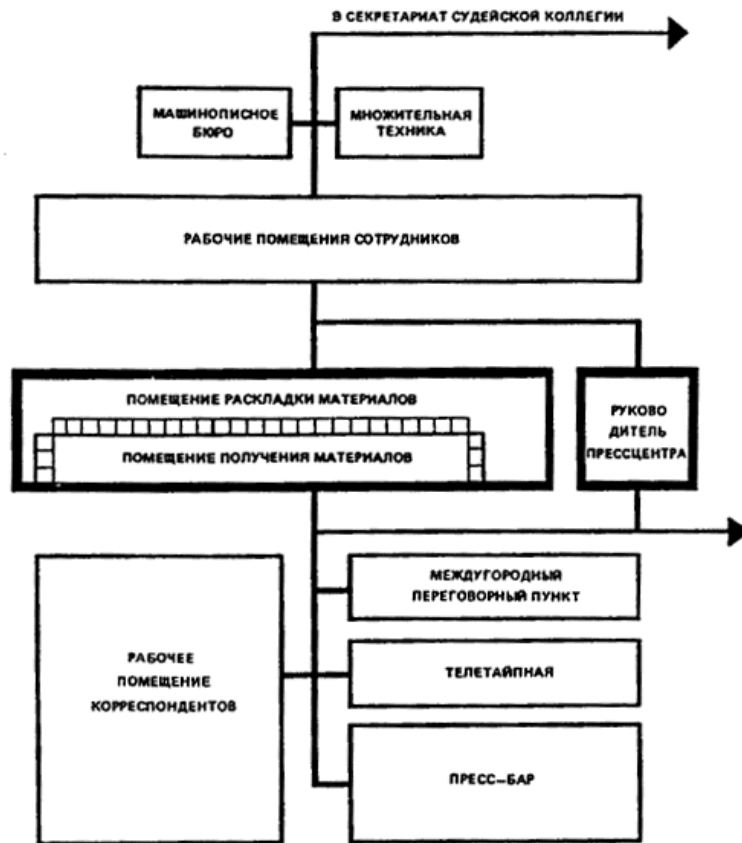 В СЕКРЕТАРИАТ СУДЕЙСКОЙ КОЛЛЕГИИ
МАШИНОПИСНОЕ
БЮРО
МНОЖИТЕЛЬНАЯ
ТЕХНИКА
РАБОЧИЕ ПОМЕЩЕНИЯ СОТРУДНИКОВ
ПОМЕЩЕНИЕ РАСКЛАДКИ МАТЕРИАЛОВ
ПОМЕЩЕНИЕ ПОЛУЧЕНИЯ МАТЕРИАЛОВ
РУКОВО
ДИТЕЛЬ
ПРЕССЦЕНТРА
МЕЖДУГОРОДНЫЙ
ПЕРЕГОВОРНЫЙ ПУНКТ
РАБОЧЕЕ
ПОМЕЩЕНИЕ
КОРРЕСПОНДЕНТОВ
ТЕЛЕТАЙПНАЯ
ПРЕСС–БАР